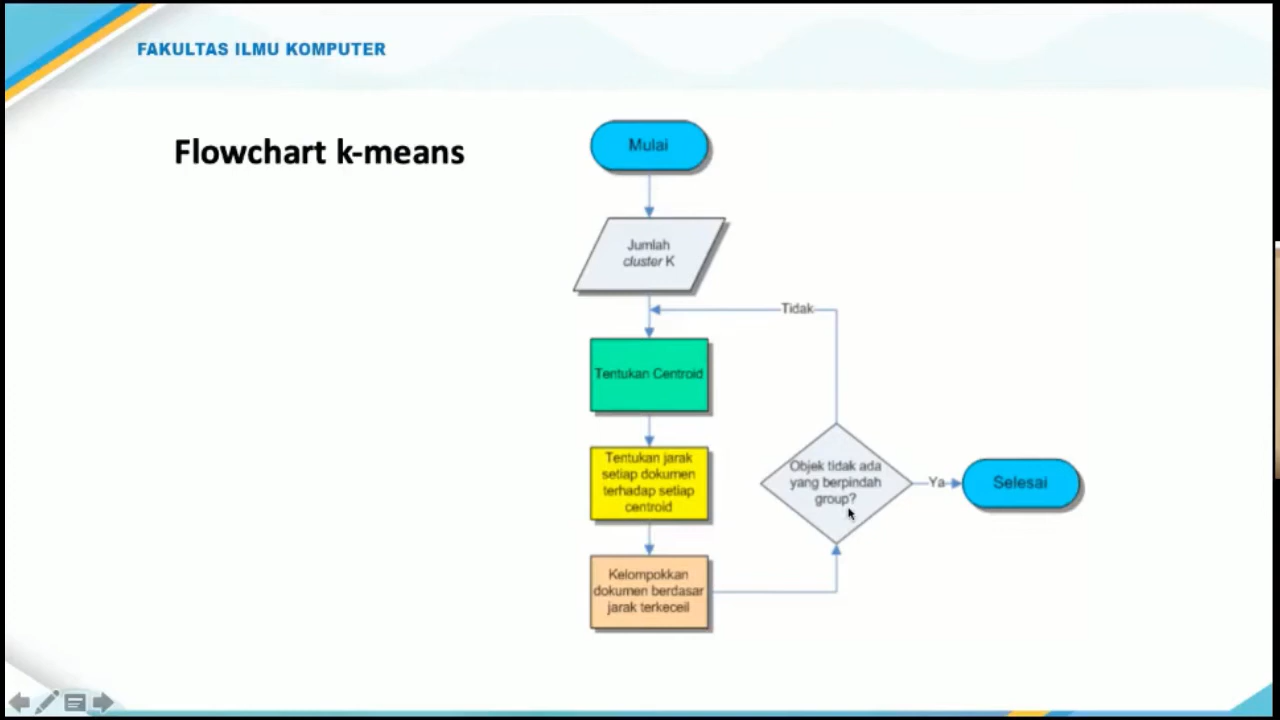 FAKULTAS ILMU KOMPUTER
Flowchart k-means
Mulai
Jumlah
cluster K
Tidak
Tentukan Centroid
Tentukan jarak
setiap dokumen
terhadap setiap
centroid
Objek tidak ada
yang berpindah
group?
Ya
Selesai
Kelompokkan
dokumen berdasar
jarak terkeceil